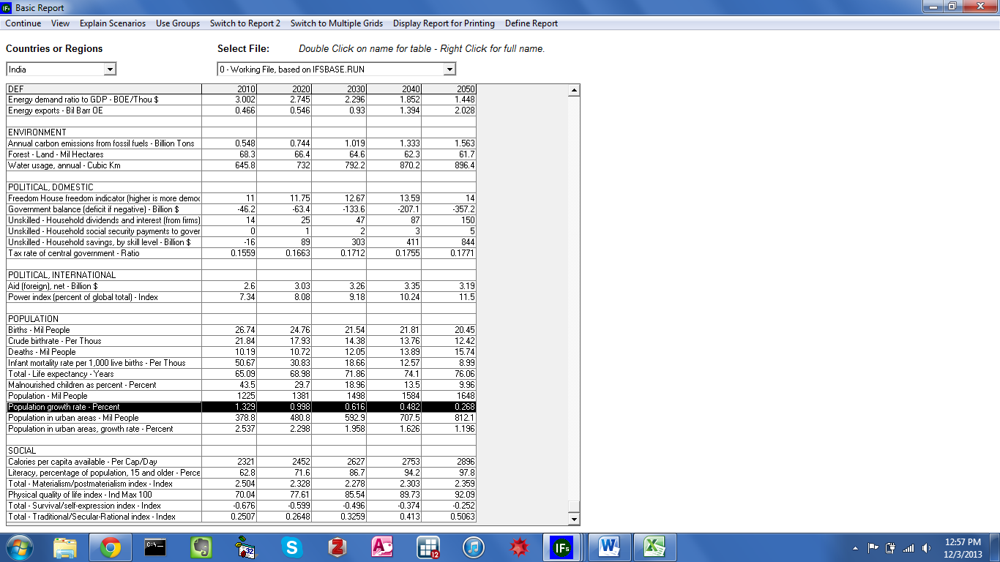 Basic Report
Continue View Explain Scenarios Use Groups Switch to Report 2 Switch to Multiple Grids Display Report for Printing Define Report
Countries or Regions Select File: Double Click on name for table - Right Click for full name.
India 0 - Working File, based on IFSBASE.RUN
DEF 2010 2020 2030 2040 2050
Energy demand ratio to GDP - BOE/Thou $ 3.002 2.745 2.296 1.852 1.448
Energy exports - Bil Barr OE 0.466 0.546 0.93 1.394 2.028
ENVIRONMENT
Annual carbon emissions from fossil fuels - Billion Tons 0.548 0.744 1.019 1.333 1.563
Forest - Land - Mil Hectares 68.3 66.4 64.6 62.3 61.7
Water usage, annual - Cubic Km 645.8 732 792.2 870.2 896.4
POLITICAL, DOMESTIC
Freedom House freedom indicator (higher is more democ 11 11.75 12.67 13.59 14
Government balance (deficit if negative) - Billion $ -46.2 -63.4 -133.6 -207.1 -357.2
Unskilled - Household dividends and interest (from firms) 14 25 47 87 150
Unskilled - Household social security payments to gover 0 1 2 3 5
Unskilled - Household savings, by skill level - Billion $ -16 89 303 411 844
Tax rate of central government - Ratio 0.1559 0.1663 0.1712 0.1755 0.1771
POLITICAL, INTERNATIONAL
Aid (foreign), net - Billion $ 2.6 3.03 3.26 3.35 3.19
Power index (percent of global total) - Index 7.34 8.08 9.18 10.24 11.5
POPULATION
Births - Mil People 26.74 24.76 21.54 21.81 20.45
Crude birthrate - Per Thous 21.84 17.93 14.38 13.76 12.42
Deaths - Mil People 10.19 10.72 12.05 13.89 15.74
Infant mortality rate per 1,000 live births - Per Thous 50.67 30.83 18.66 12.57 8.99
Total - Life expectancy - Years 65.09 68.98 71.86 74.1 76.06
Malnourished children as percent - Percent 43.5 29.7 18.96 13.5 9.96
Population - Mil People 1225 1381 1498 1584 1648
Population growth rate - Percent 1.329 0.998 0.616 0.482 0.268
Population in urban areas - Mil People 378.8 480.8 592.9 707.5 812.1
Population in urban areas, growth rate - Percent 2.537 2.298 1.958 1.626 1.196
SOCIAL
Calories per capita available - Per Cap/Day 2321 2452 2627 2753 2896
Literacy, percentage of population, 15 and older - Perce 62.8 71.6 86.7 94.2 97.8
Total - Materialism/postmaterialism index - Index 2.504 2.328 2.278 2.303 2.359
Physical quality of life index - Ind Max 100 70.04 77.61 85.54 89.73 92.09
Total - Survival/self-expression index - Index -0.676 -0.599 -0.496 -0.374 -0.252
Total - Traditional/Secular-Rational index - Index 0.2507 0.2648 0.3259 0.413 0.5063
12:57 PM
12/3/2013